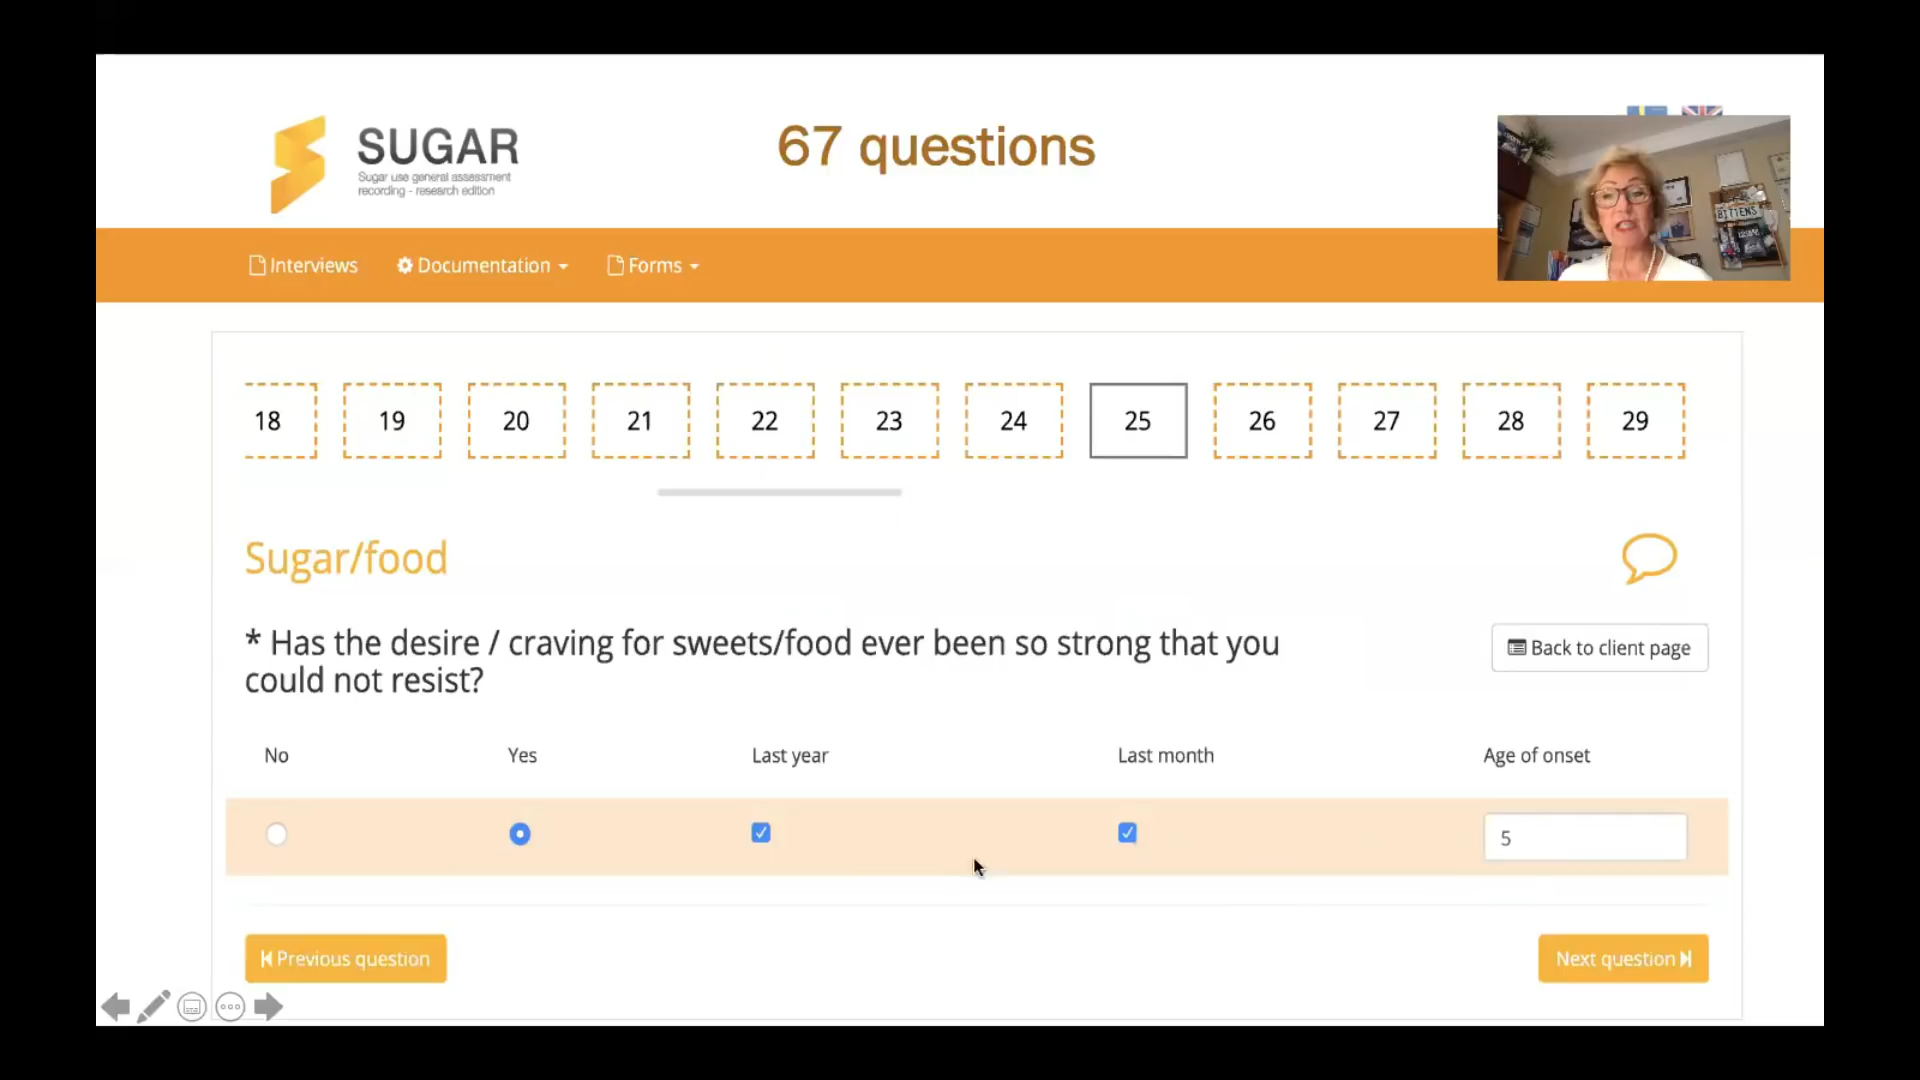 SUGAR
Sugar use general assessment
recording - research edition
67 questions
BITTENS
Interviews
Documentation
Forms
18 19 20 21 22 23 24 25 26 27 28 29
Sugar/food
* Has the desire / craving for sweets/food ever been so strong that you
could not resist?
Back to client page
No Yes Last year Last month Age of onset
5
Previous question
Next question